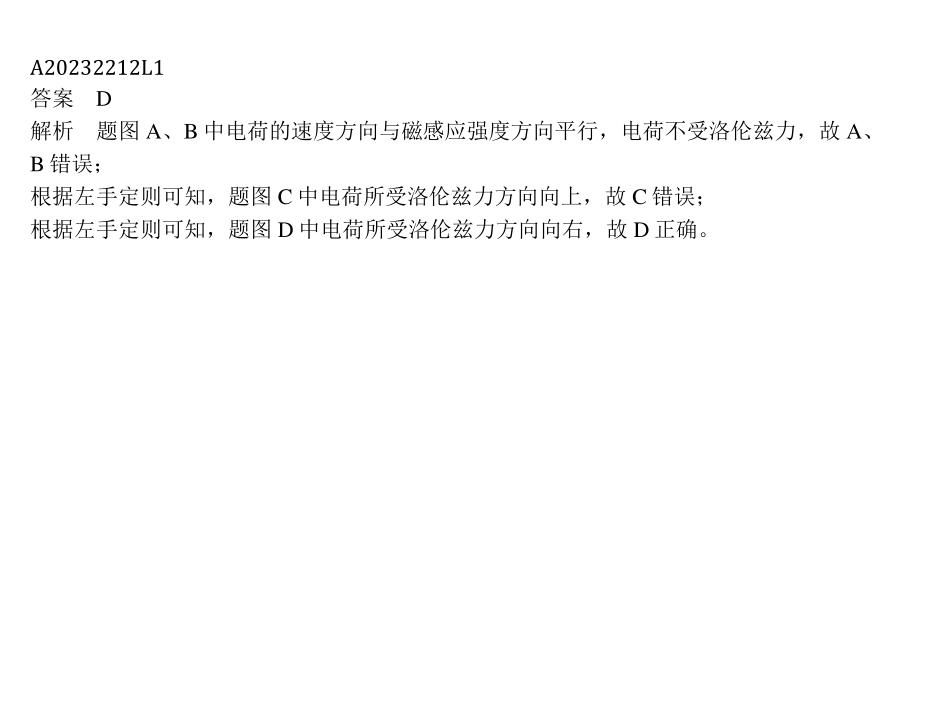 A20232212L1
答案 D
解析 题图 A、B 中电荷的速度方向与磁感应强度方向平行，电荷不受洛伦兹力，故 A、
B 错误；
根据左手定则可知，题图 C 中电荷所受洛伦兹力方向向上，故 C 错误；
根据左手定则可知，题图 D 中电荷所受洛伦兹力方向向右，故 D 正确。